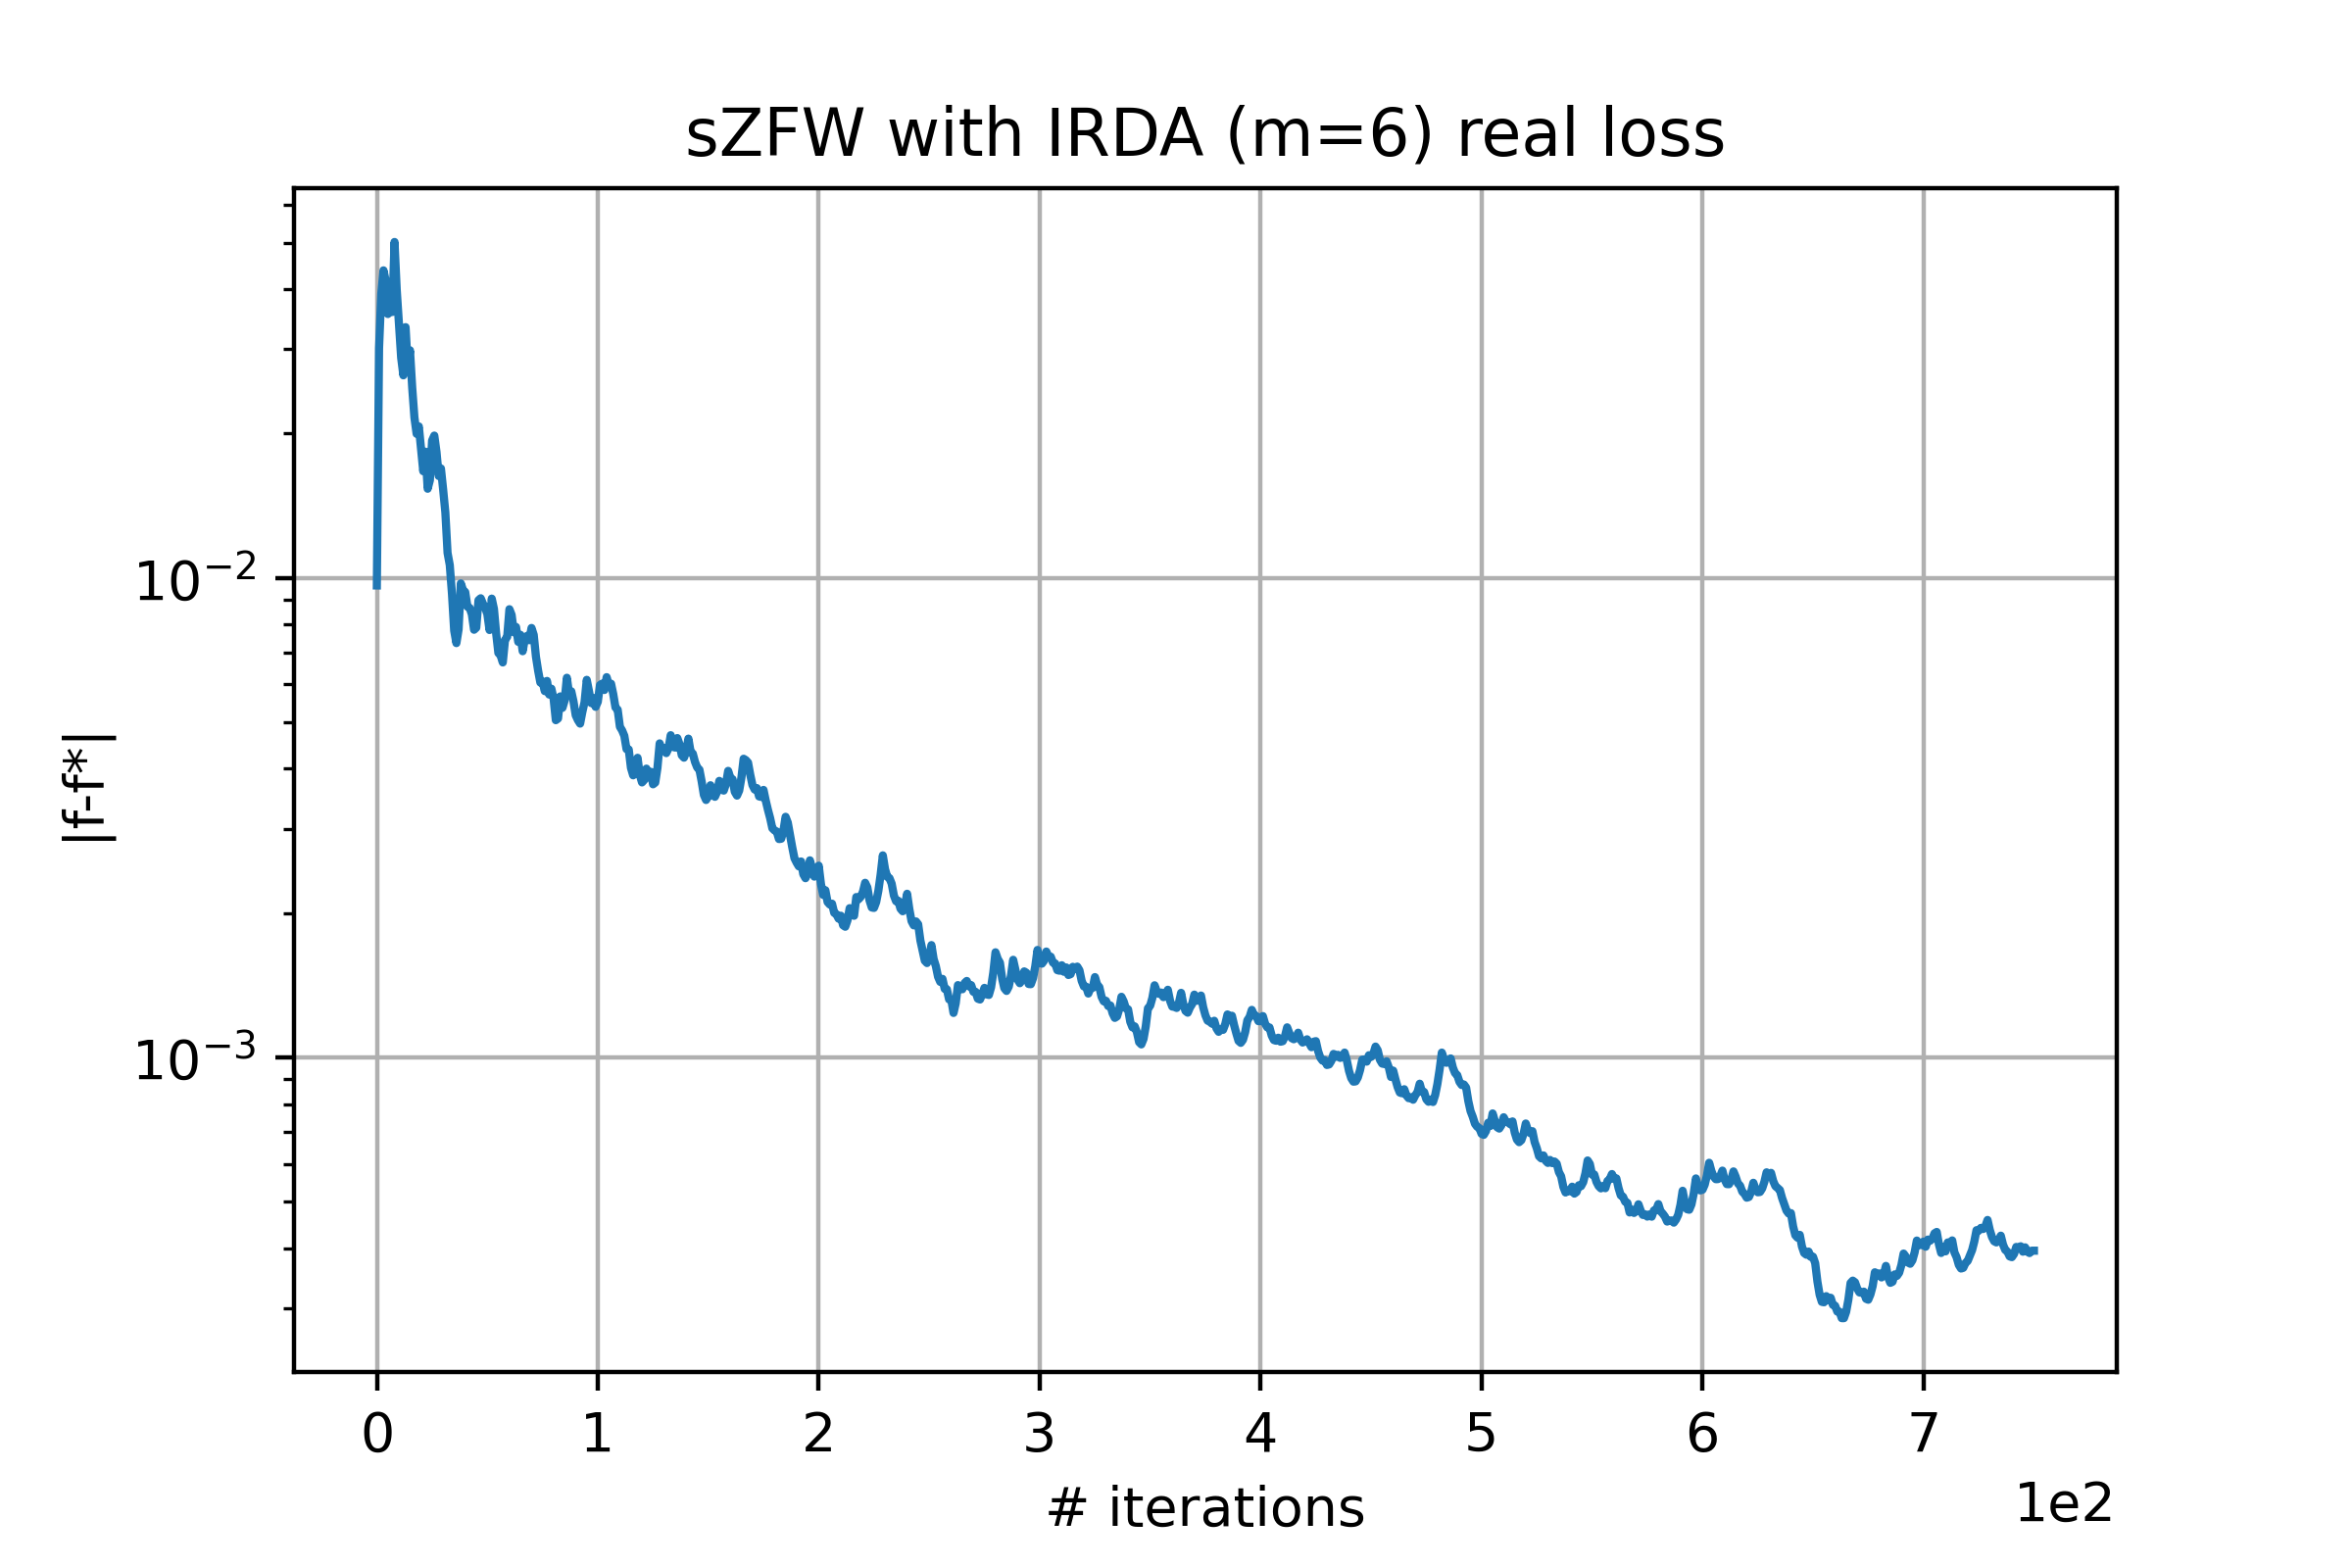 sZFW with IRDA (m=6) real loss
10⁻²
10⁻³
|f-f*|
0 1 2 3 4 5 6 7
1e2
# iterations